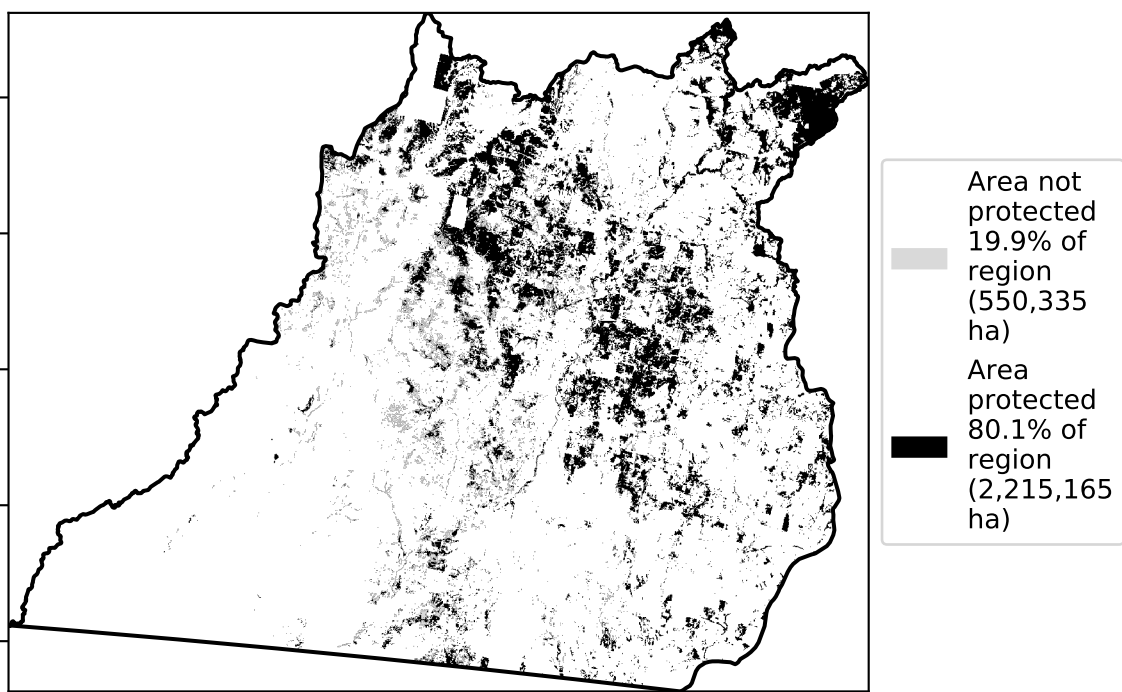 Area not
protected
19.9% of
region
(550,335
ha)
Area
protected
80.1% of
region
(2,215,165
ha)